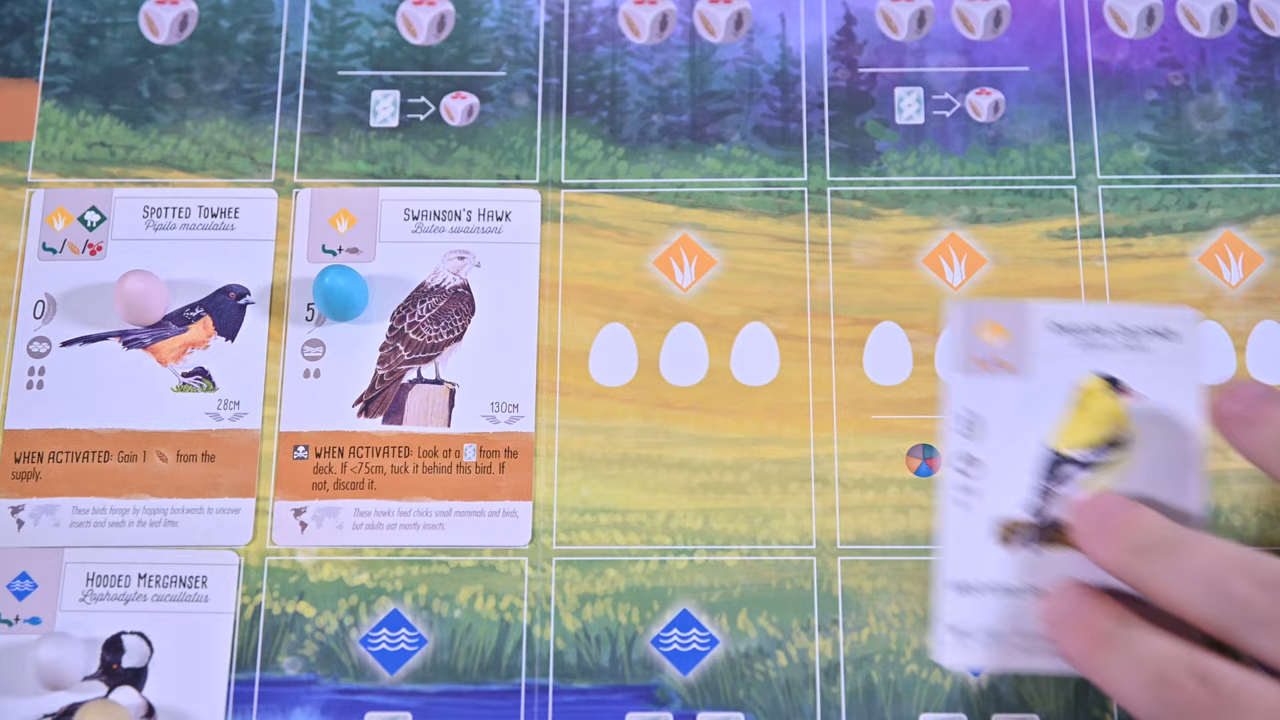 SPOTTED TOWHEE
Pipilo maculatus
0
28CM
WHEN ACTIVATED: Gain 1 from the
supply.
These birds forage by hopping backwards to uncover
insects and seeds in the leaf litter.
SWAINSON'S HAWK
Buteo swainsoni
5
130CM
WHEN ACTIVATED: Look at a from the
deck. If <75cm, tuck it behind this bird. If
not, discard it.
These hawks feed chicks small mammals and birds,
but adults eat mostly insects.
HOODED MERGANSER
Lophodytes cucullatus